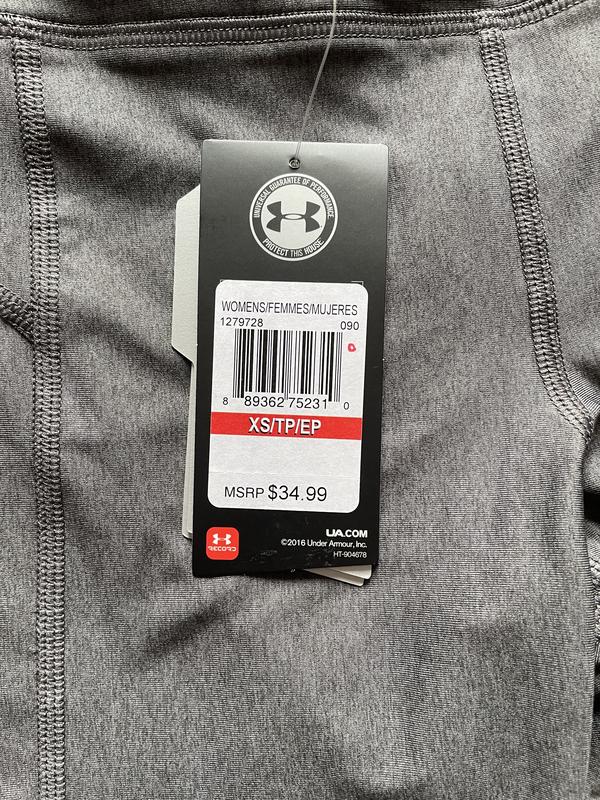 UNIVERSAL GUARANTEE OF PERFORMANCE
PROTECT THIS HOUSE
WOMENS/FEMMES/MUJERES
1279728 090
8 89362 75231 0
XS/TP/EP
MSRP $34.99
RECORD
UA.COM
©2016 Under Armour, Inc.
HT-904678